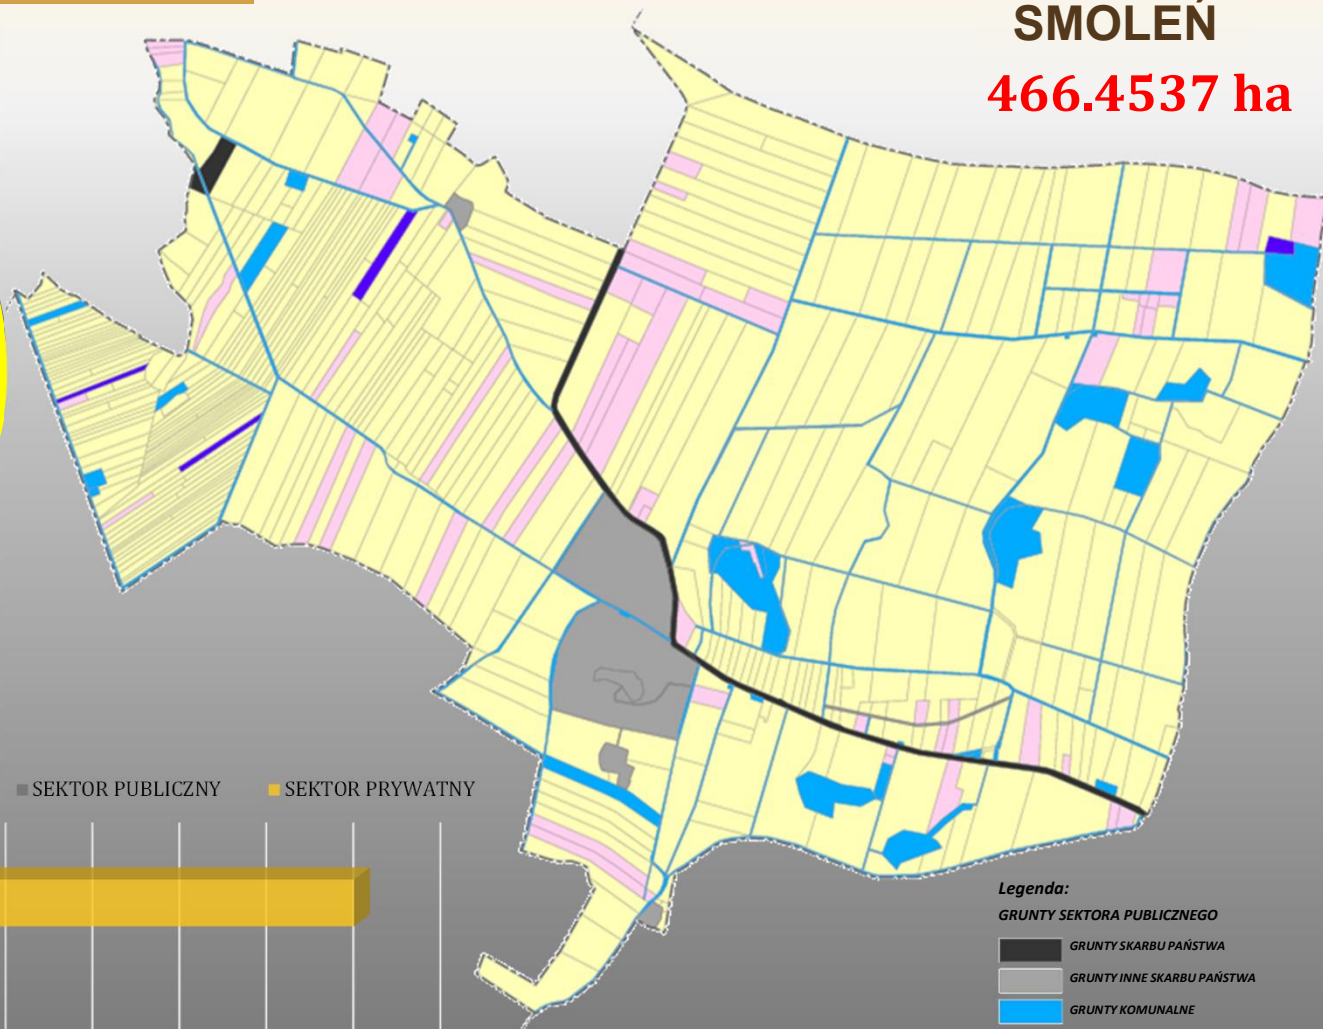 SMOLEŃ
466.4537 ha
SEKTOR PUBLICZNY
SEKTOR PRYWATNY
Legenda:
GRUNTY SEKTORA PUBLICZNEGO
GRUNTY SKARBU PAŃSTWA
GRUNTY INNE SKARBU PAŃSTWA
GRUNTY KOMUNALNE